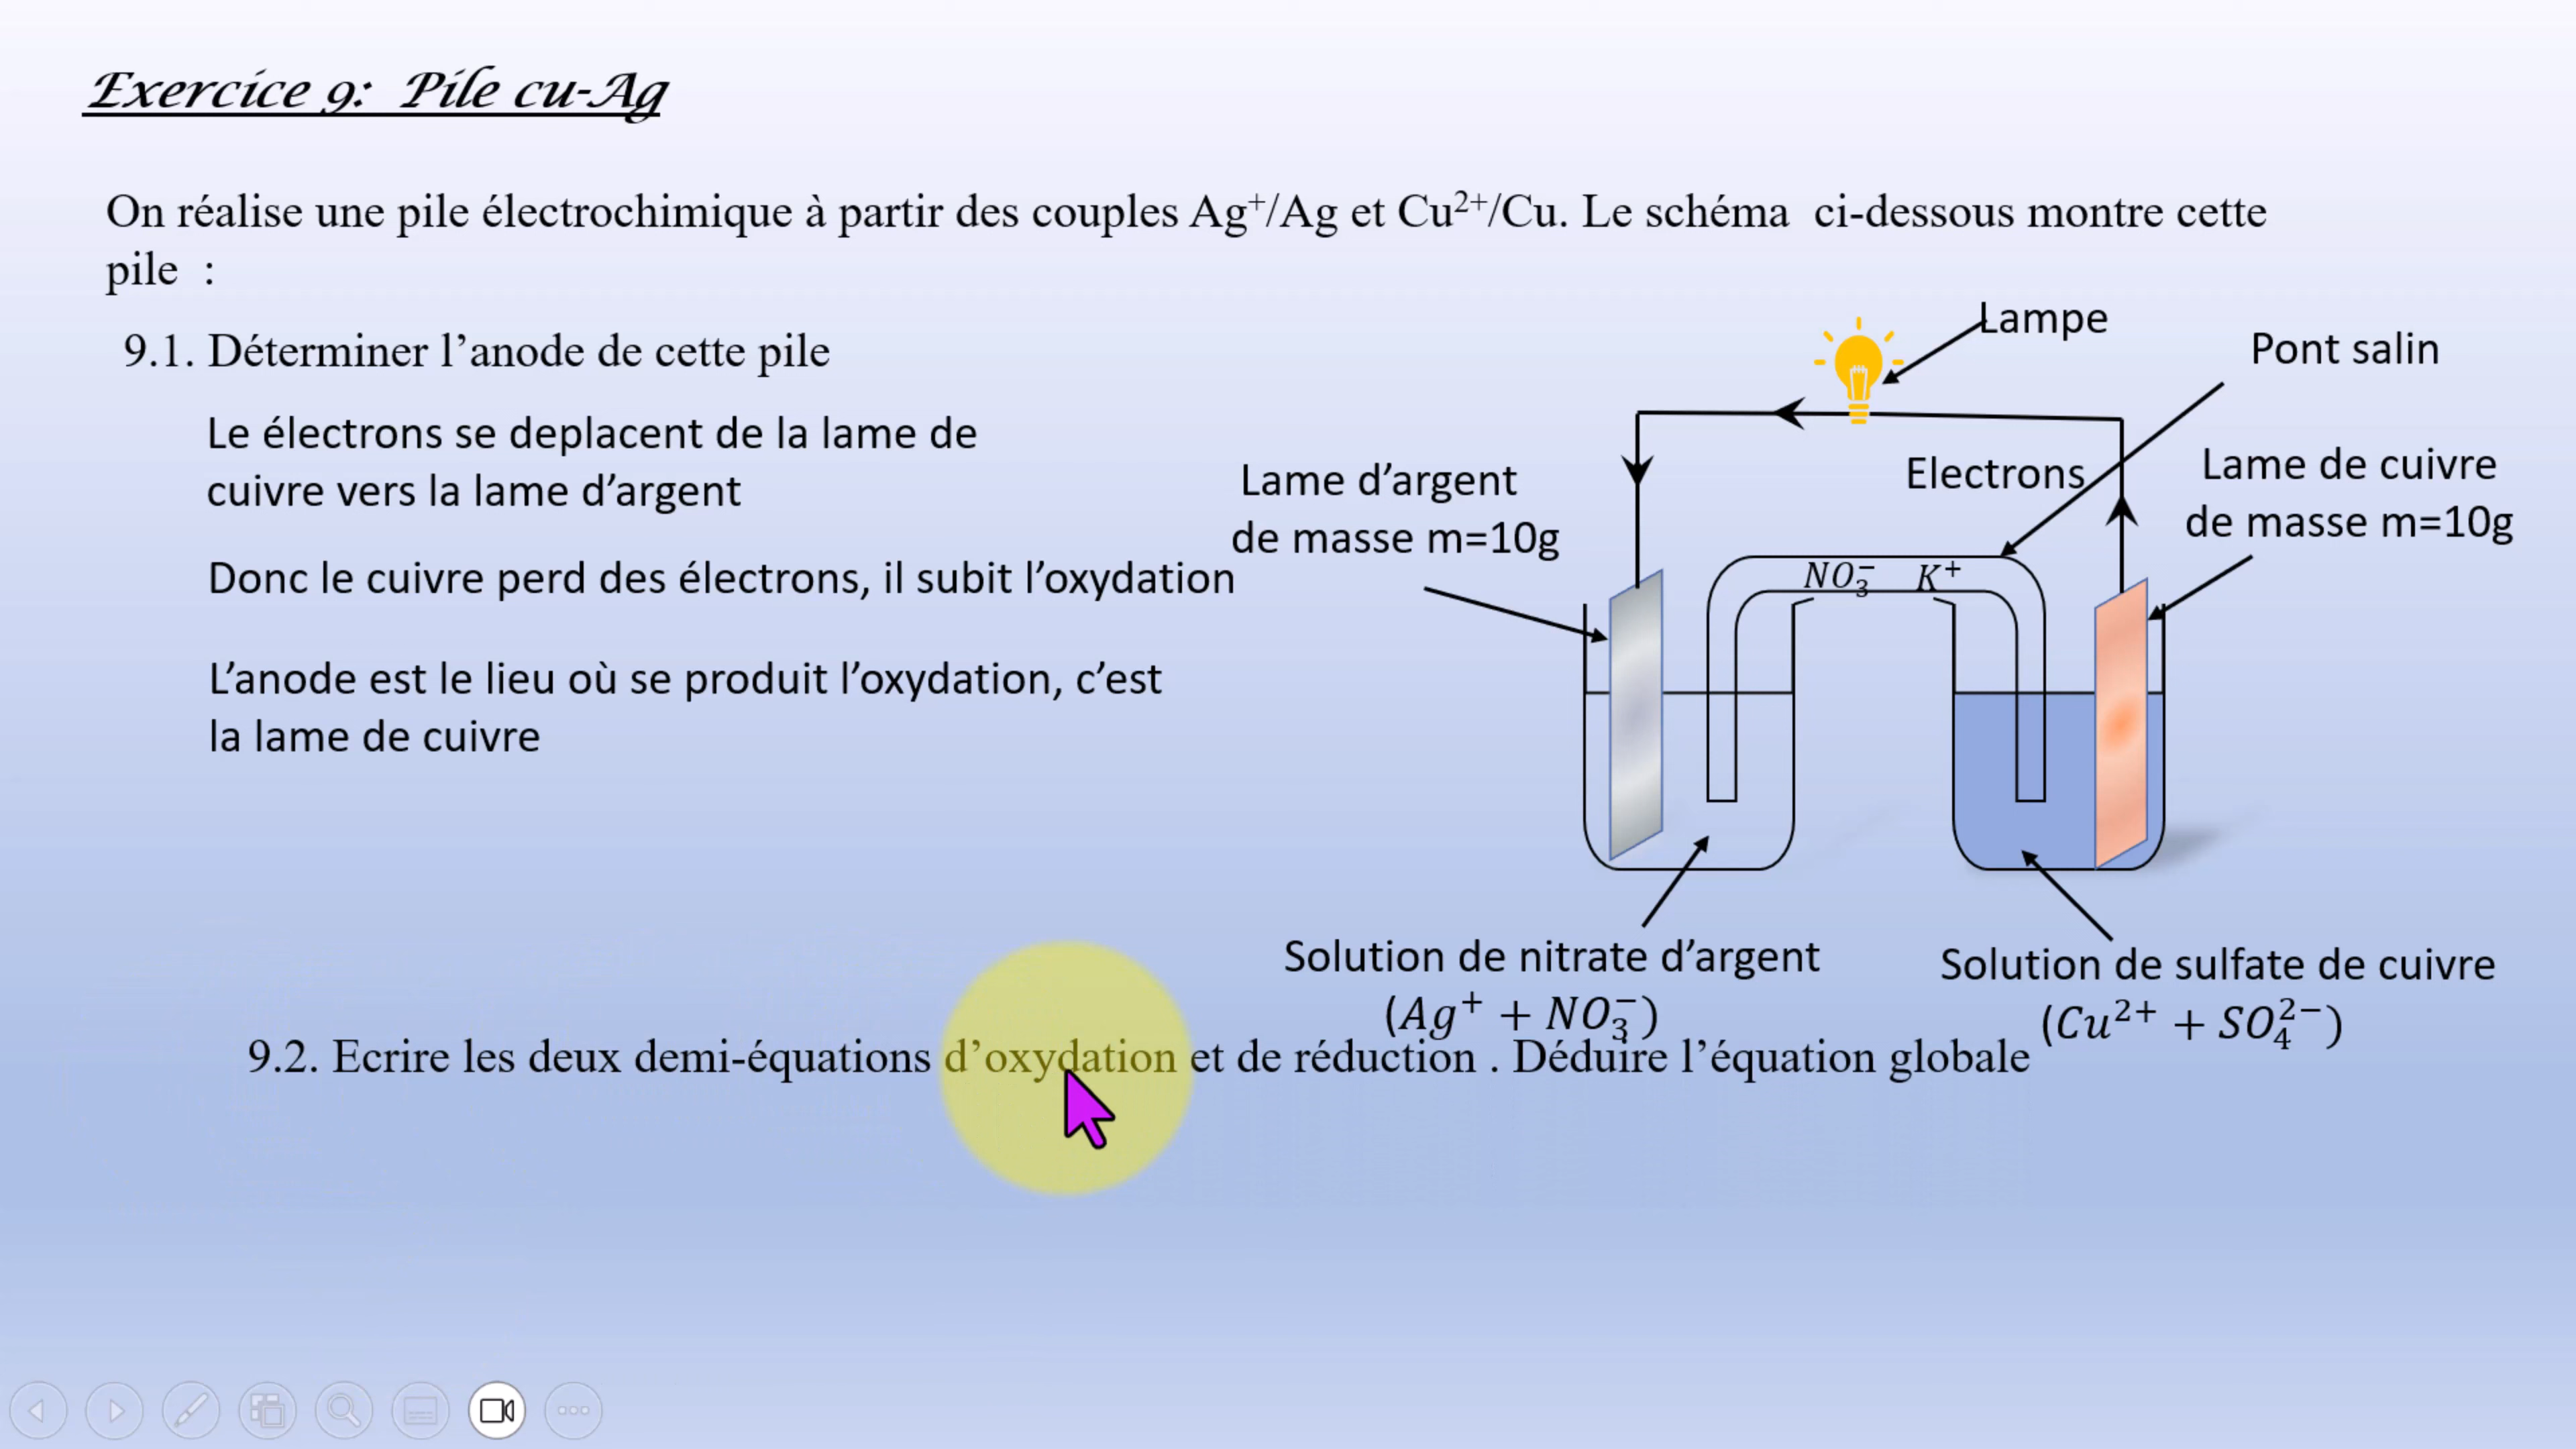 Exercice 9: Pile cu-Ag
On réalise une pile électrochimique à partir des couples Ag⁺/Ag et Cu²⁺/Cu. Le schéma ci-dessous montre cette
pile :
9.1. Déterminer l’anode de cette pile
Le électrons se deplacent de la lame de
cuivre vers la lame d’argent
Donc le cuivre perd des électrons, il subit l’oxydation
L’anode est le lieu où se produit l’oxydation, c’est
la lame de cuivre
Lampe
Pont salin
Electrons
Lame d’argent
de masse m=10g
Lame de cuivre
de masse m=10g
NO₃⁻ K⁺
Solution de nitrate d’argent
(Ag⁺ + NO₃⁻)
Solution de sulfate de cuivre
(Cu²⁺ + SO₄²⁻)
9.2. Ecrire les deux demi-équations d’oxydation et de réduction . Déduire l’équation globale